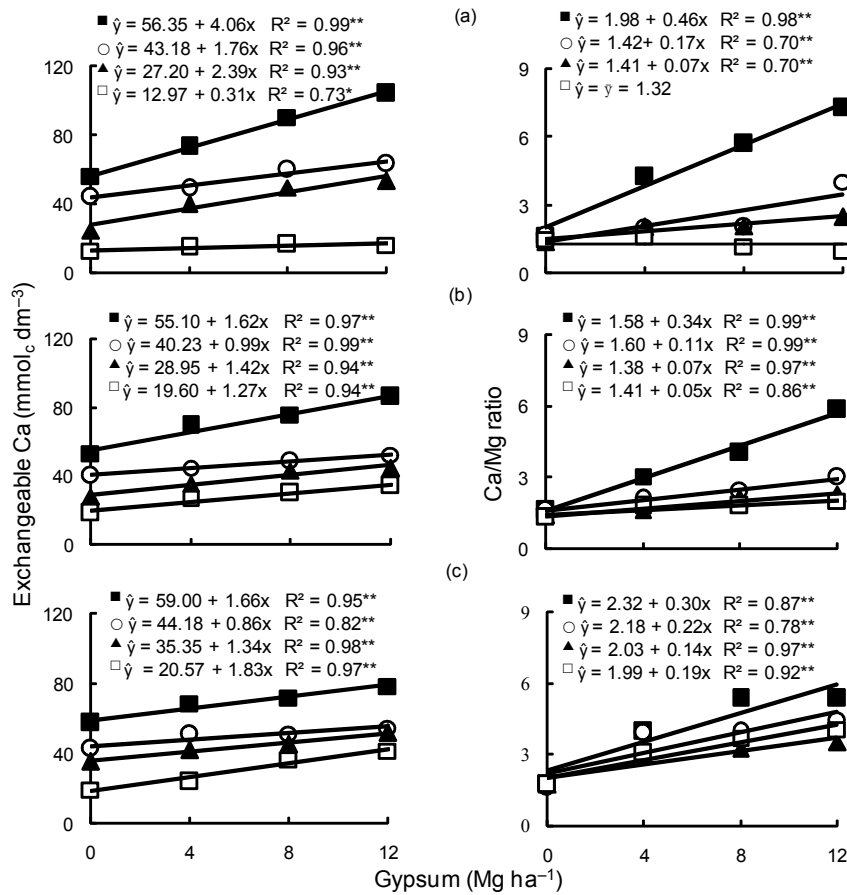 (a)
■ ŷ = 56.35 + 4.06x R² = 0.99**
○ ŷ = 43.18 + 1.76x R² = 0.96**
▲ ŷ = 27.20 + 2.39x R² = 0.93**
□ ŷ = 12.97 + 0.31x R² = 0.73*
120
80
40
0
■ ŷ = 1.98 + 0.46x R² = 0.98**
○ ŷ = 1.42+ 0.17x R² = 0.70**
▲ ŷ = 1.41 + 0.07x R² = 0.70**
□ ŷ = ȳ = 1.32
9
6
3
0
(b)
■ ŷ = 55.10 + 1.62x R² = 0.97**
○ ŷ = 40.23 + 0.99x R² = 0.99**
▲ ŷ = 28.95 + 1.42x R² = 0.94**
□ ŷ = 19.60 + 1.27x R² = 0.94**
120
80
40
0
Exchangeable Ca (mmol_c dm⁻³)
■ ŷ = 1.58 + 0.34x R² = 0.99**
○ ŷ = 1.60 + 0.11x R² = 0.99**
▲ ŷ = 1.38 + 0.07x R² = 0.97**
□ ŷ = 1.41 + 0.05x R² = 0.86**
9
6
3
0
Ca/Mg ratio
(c)
■ ŷ = 59.00 + 1.66x R² = 0.95**
○ ŷ = 44.18 + 0.86x R² = 0.82**
▲ ŷ = 35.35 + 1.34x R² = 0.98**
□ ŷ = 20.57 + 1.83x R² = 0.97**
120
80
40
0
0 4 8 12
■ ŷ = 2.32 + 0.30x R² = 0.87**
○ ŷ = 2.18 + 0.22x R² = 0.78**
▲ ŷ = 2.03 + 0.14x R² = 0.97**
□ ŷ = 1.99 + 0.19x R² = 0.92**
9
6
3
0
0 4 8 12
Gypsum (Mg ha⁻¹)